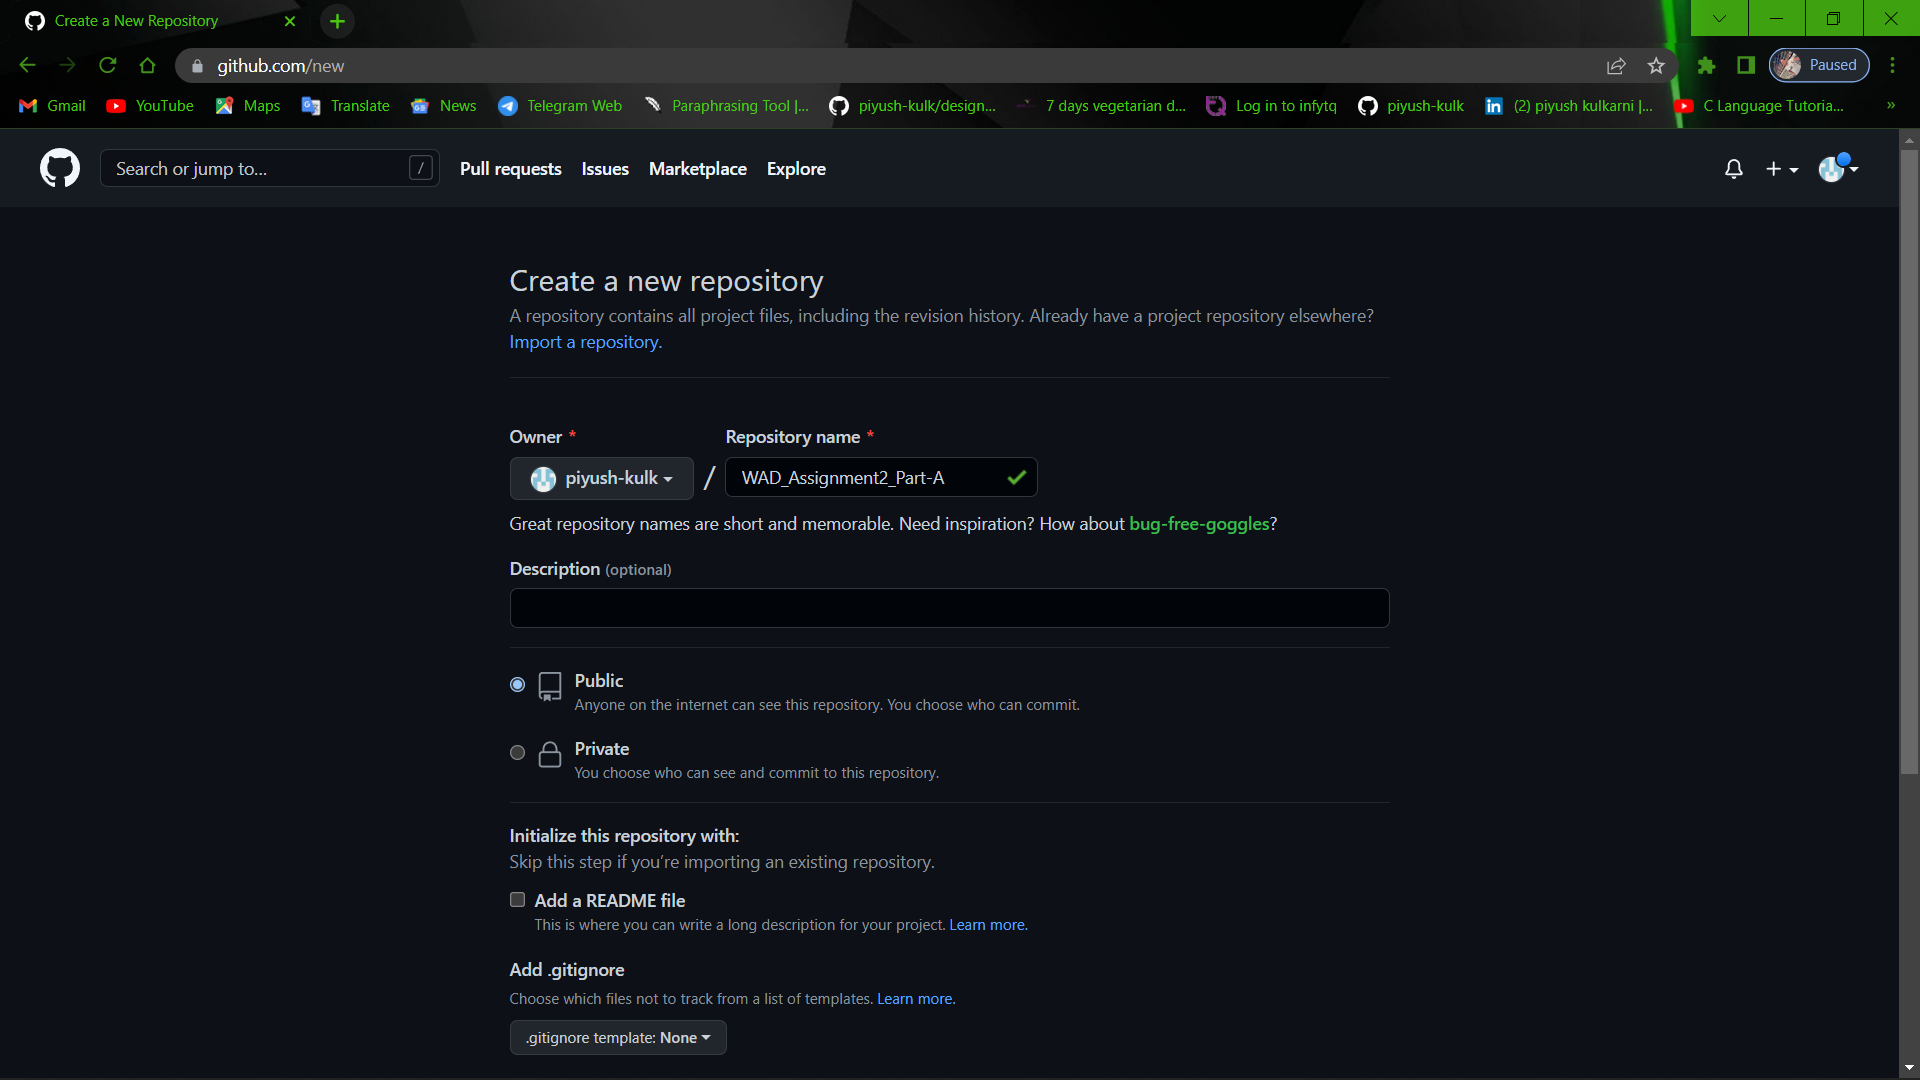 Create a New Repository
github.com/new
Paused
Gmail
YouTube
Maps
Translate
News
Telegram Web
Paraphrasing Tool |...
piyush-kulk/design...
7 days vegetarian d...
Log in to infytq
piyush-kulk
(2) piyush kulkarni |...
C Language Tutoria...
»
Search or jump to...
/
Pull requests
Issues
Marketplace
Explore
Create a new repository
A repository contains all project files, including the revision history. Already have a project repository elsewhere?
Import a repository.
Owner *
Repository name *
piyush-kulk
/
WAD_Assignment2_Part-A
Great repository names are short and memorable. Need inspiration? How about bug-free-goggles?
Description (optional)
Public
Anyone on the internet can see this repository. You choose who can commit.
Private
You choose who can see and commit to this repository.
Initialize this repository with:
Skip this step if you’re importing an existing repository.
Add a README file
This is where you can write a long description for your project. Learn more.
Add .gitignore
Choose which files not to track from a list of templates. Learn more.
.gitignore template: None